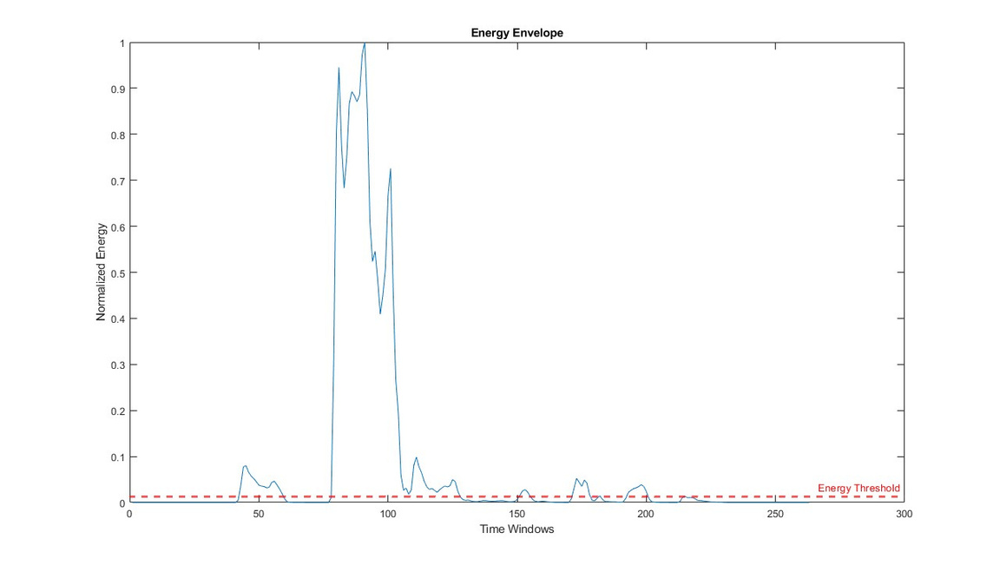 Energy Envelope
1
0.9
0.8
0.7
0.6
0.5
0.4
0.3
0.2
0.1
0
Normalized Energy
Energy Threshold
0 50 100 150 200 250 300
Time Windows